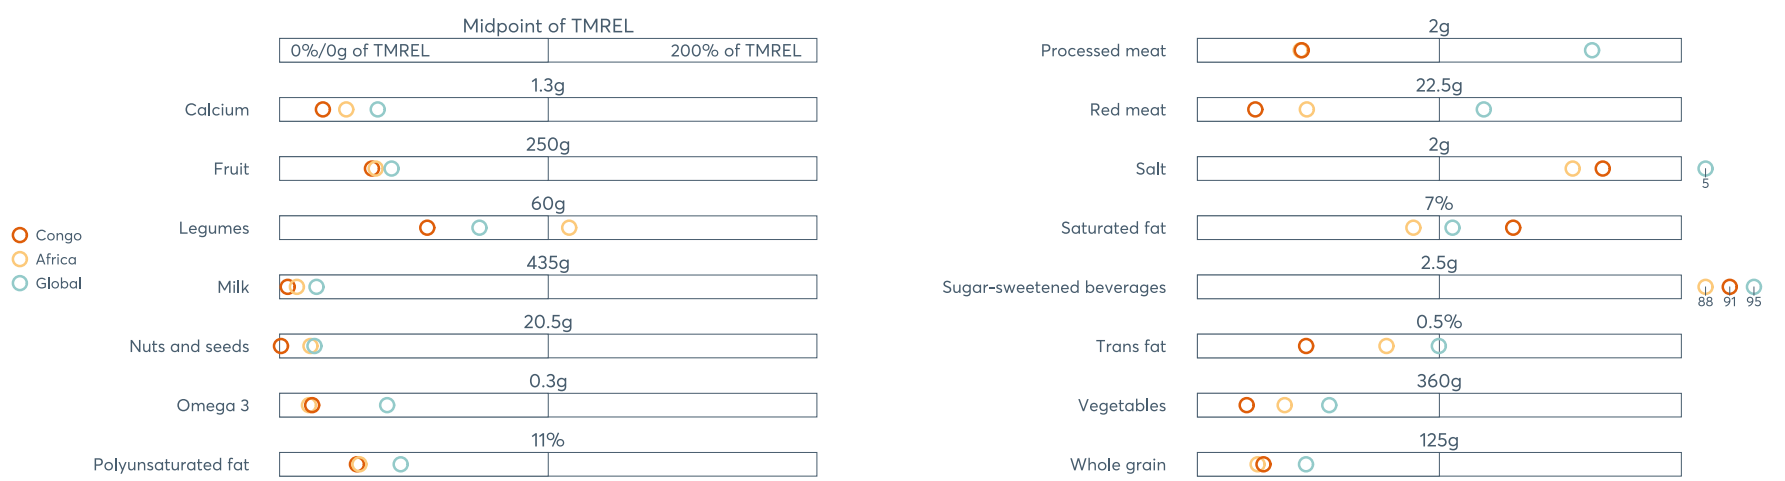 Midpoint of TMREL
0%/0g of TMREL
200% of TMREL
1.3g
Calcium
250g
Fruit
60g
Legumes
435g
Milk
20.5g
Nuts and seeds
0.3g
Omega 3
11%
Polyunsaturated fat
Congo
Africa
Global
2g
Processed meat
22.5g
Red meat
2g
Salt
5
7%
Saturated fat
2.5g
Sugar-sweetened beverages
88 91 95
0.5%
Trans fat
360g
Vegetables
125g
Whole grain